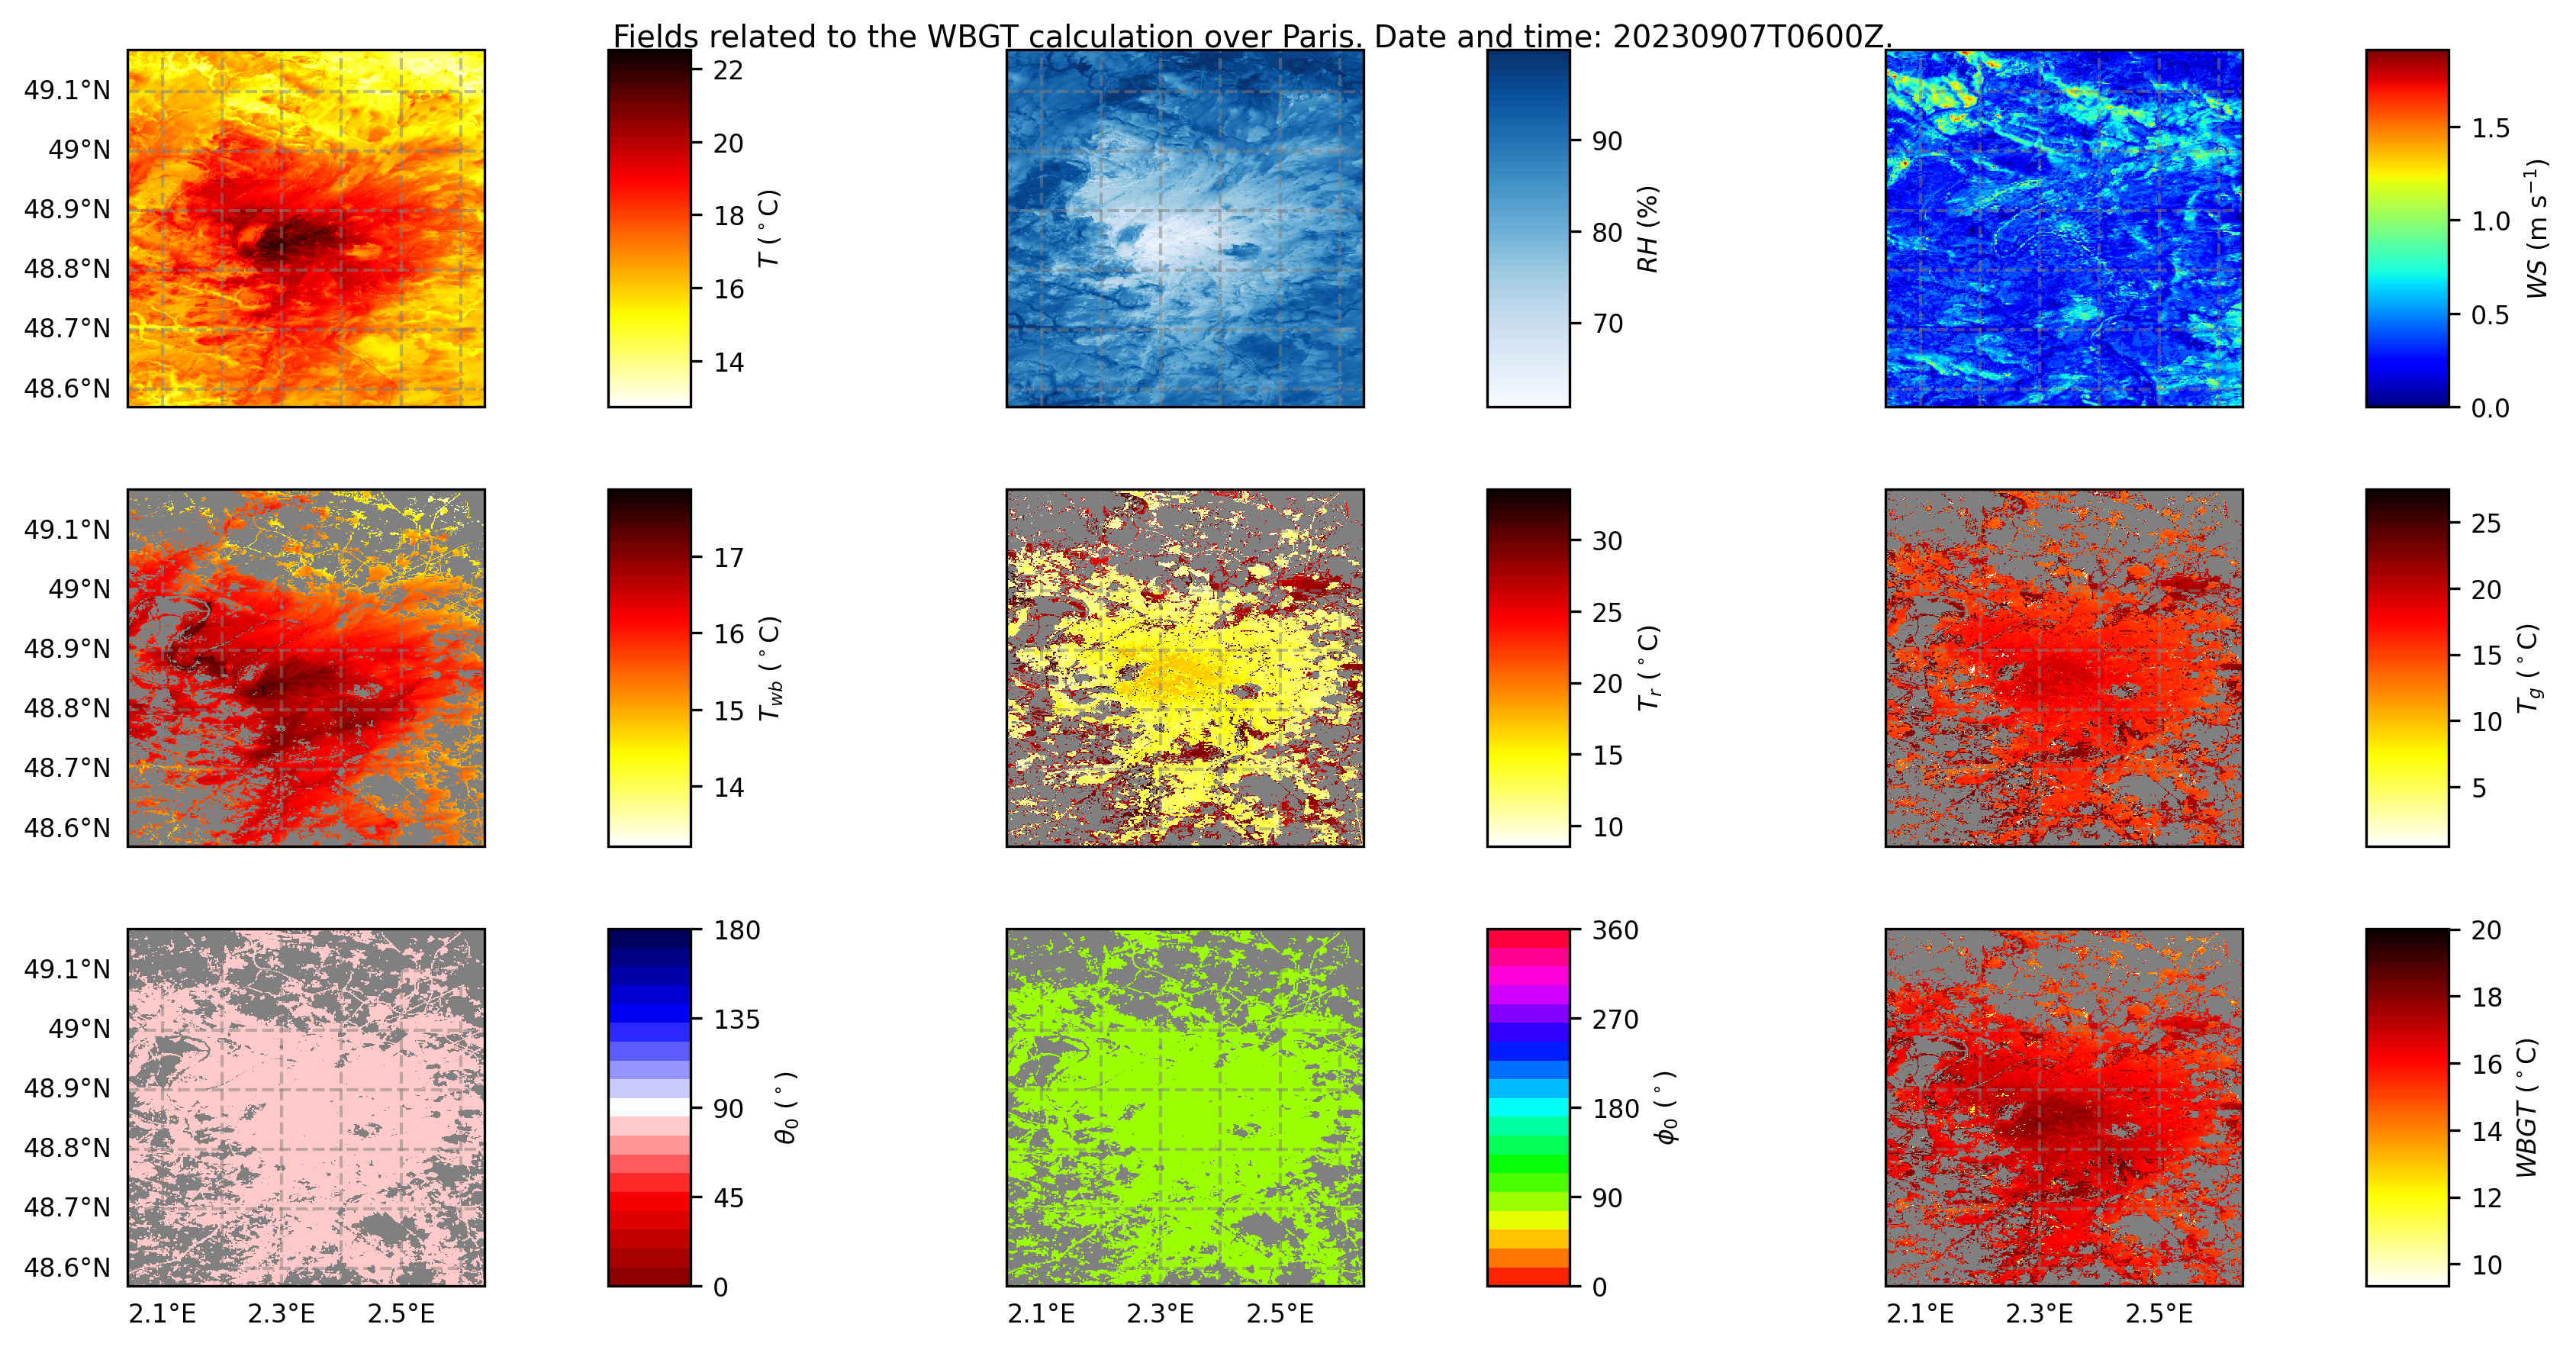 Fields related to the WBGT calculation over Paris. Date and time: 20230907T0600Z.
49.1°N
49°N
48.9°N
48.8°N
48.7°N
48.6°N
22
20
18
16
14
T (°C)
90
80
70
RH (%)
1.5
1.0
0.5
0.0
WS (m s⁻¹)
49.1°N
49°N
48.9°N
48.8°N
48.7°N
48.6°N
17
16
15
14
T_wb (°C)
30
25
20
15
10
T_r (°C)
25
20
15
10
5
T_g (°C)
49.1°N
49°N
48.9°N
48.8°N
48.7°N
48.6°N
2.1°E 2.3°E 2.5°E
180
135
90
45
0
θ₀ (°)
2.1°E 2.3°E 2.5°E
360
270
180
90
0
ϕ₀ (°)
2.1°E 2.3°E 2.5°E
20
18
16
14
12
10
WBGT (°C)